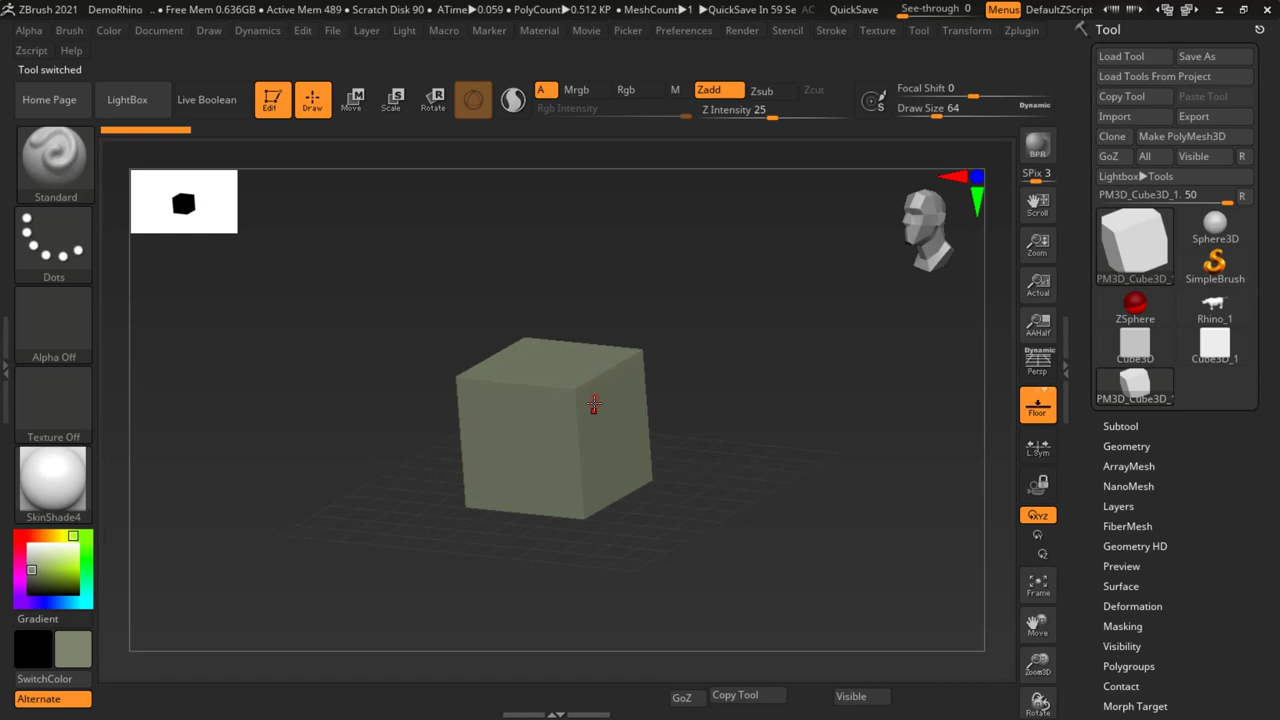 ZBrush 2021 DemoRhino .. • Free Mem 0.636GB • Active Mem 489 • Scratch Disk 90 • ATime▶0.059 • PolyCount▶0.512 KP • MeshCount▶1 ▶QuickSave In 59 Se AC QuickSave See-through 0 Menus DefaultZScript
Alpha Brush Color Document Draw Dynamics Edit File Layer Light Macro Marker Material Movie Picker Preferences Render Stencil Stroke Texture Tool Transform Zplugin
Zscript Help
Tool switched
Home Page LightBox Live Boolean Edit Draw Move Scale Rotate
A Mrgb Rgb M Zadd Zsub Zcut Focal Shift 0
Rgb Intensity Z Intensity 25 Draw Size 64 Dynamic
Standard
Dots
Alpha Off
Texture Off
SkinShade4
Gradient
SwitchColor
Alternate
BPR
SPix 3
Scroll
Zoom
Actual
AAHalf
Dynamic
Persp
Floor
L.Sym
XYZ
Frame
Move
Zoom3D
Rotate
GoZ Copy Tool Visible
Tool
Load Tool Save As
Load Tools From Project
Copy Tool Paste Tool
Import Export
Clone Make PolyMesh3D
GoZ All Visible R
Lightbox▶Tools
PM3D_Cube3D_1. 50 R
PM3D_Cube3D_1 Sphere3D
SimpleBrush
ZSphere Rhino_1
Cube3D Cube3D_1
PM3D_Cube3D_1
Subtool
Geometry
ArrayMesh
NanoMesh
Layers
FiberMesh
Geometry HD
Preview
Surface
Deformation
Masking
Visibility
Polygroups
Contact
Morph Target